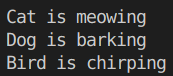 Cat is meowing
Dog is barking
Bird is chirping